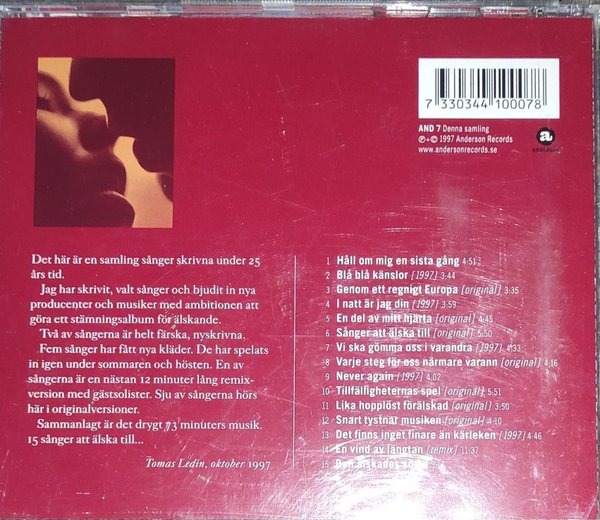 7 330344 100078
AND 7 Denna samling
℗+© 1997 Anderson Records
www.andersonrecords.se
a
Det här är en samling sånger skrivna under 25
års tid.
Jag har skrivit, valt sånger och bjudit in nya
producenter och musiker med ambitionen att
göra ett stämningsalbum för älskande.
Två av sångerna är helt färska, nyskrivna.
Fem sånger har fått nya kläder. De har spelats
in igen under sommaren och hösten. En av
sångerna är en nästan 12 minuter lång remix-
version med gästsolister. Sju av sångerna hörs
här i originalversioner.
Sammanlagt är det drygt 73 minuters musik.
15 sånger att älska till...
Tomas Ledin, oktober 1997
1 Håll om mig en sista gång 4:51
2 Blå blå känslor [1997] 3:44
3 Genom ett regnigt Europa [original] 3:35
4 I natt är jag din [1997] 3:59
5 En del av mitt hjärta [original] 4:45
6 Sånger att älska till [original] 5:50
7 Vi ska gömma oss i varandra [1997] 4:33
8 Varje steg för oss närmare varann [original] 4:16
9 Never again [1997] 4:02
10 Tillfälligheternas spel [original] 4:51
11 Lika hopplöst förälskad [original] 3:50
12 Snart tystnar musiken [original] 4:10
13 Det finns inget finare än kärleken [1997] 4:46
14 En vind av längtan [remix] 11:37
15 Den älskades